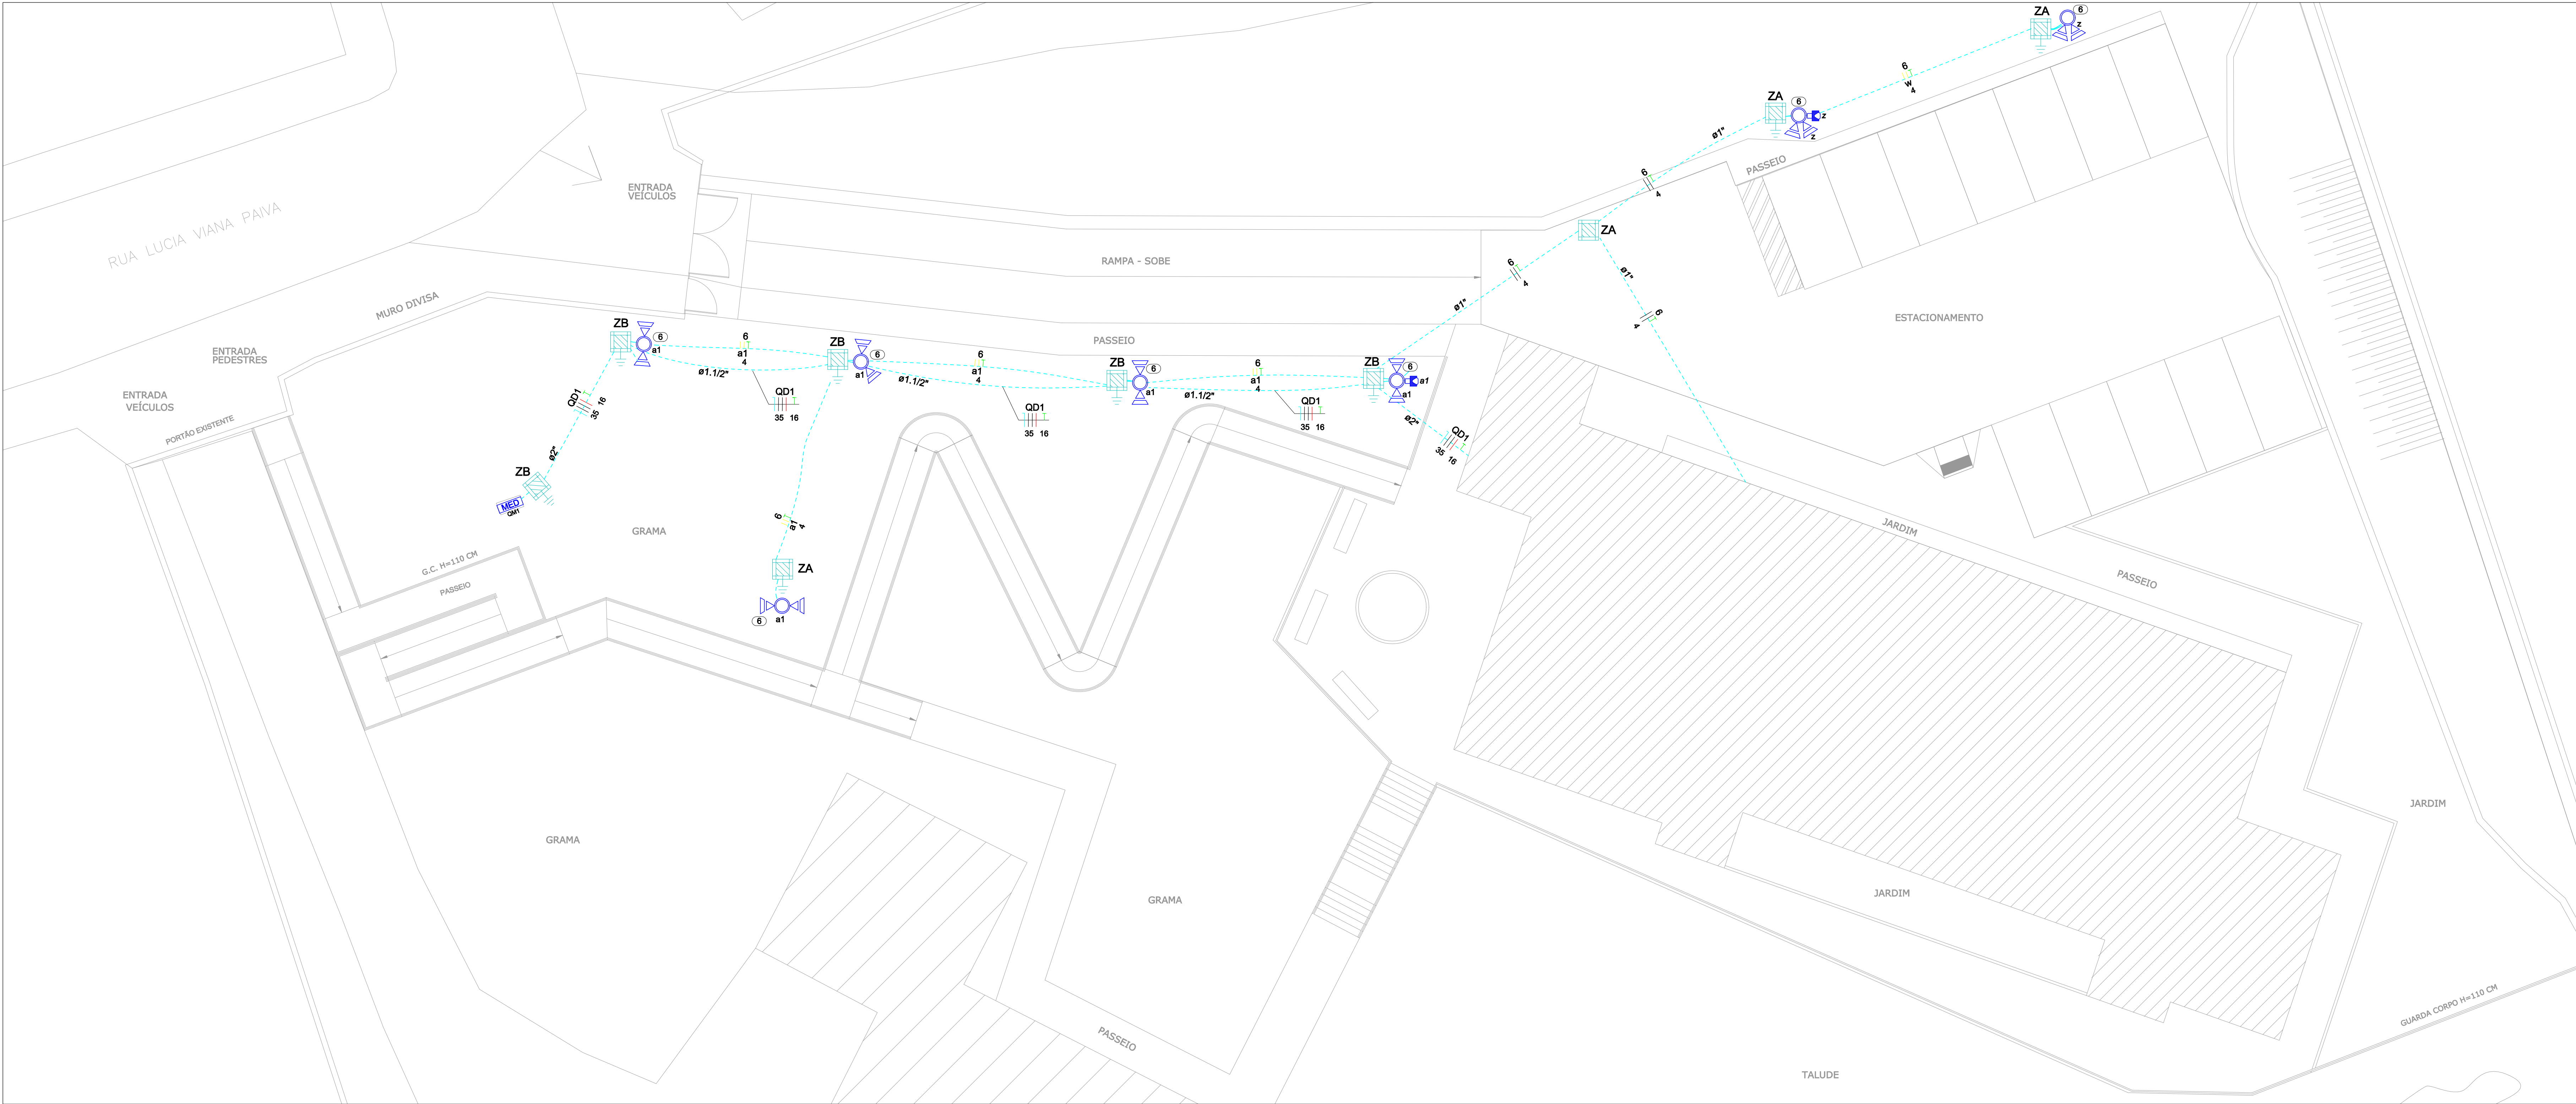 ZA
6
z
6
w
4
ZA
6
z
z
ø1"
PASSEIO
6
4
ENTRADA
VEÍCULOS
RUA LUCIA VIANA PAIVA
ZA
RAMPA - SOBE
6
4
ø1"
ø1"
6
4
ESTACIONAMENTO
MURO DIVISA
ZB
6
a1
6
a1
4
ø1.1/2"
QD1
35 16
ZB
6
a1
6
a1
4
ø1.1/2"
QD1
35 16
PASSEIO
ZB
6
a1
6
a1
4
ø1.1/2"
QD1
35 16
ZB
6
a1
a1
ø2"
QD1
35 16
ENTRADA
PEDESTRES
ENTRADA
VEÍCULOS
PORTÃO EXISTENTE
QD1
35 16
ø2"
ZB
MED
QM1
GRAMA
6
a1
4
ZA
6
a1
G.C. H=110 CM
PASSEIO
JARDIM
PASSEIO
JARDIM
GRAMA
GRAMA
JARDIM
PASSEIO
GUARDA CORPO H=110 CM
TALUDE